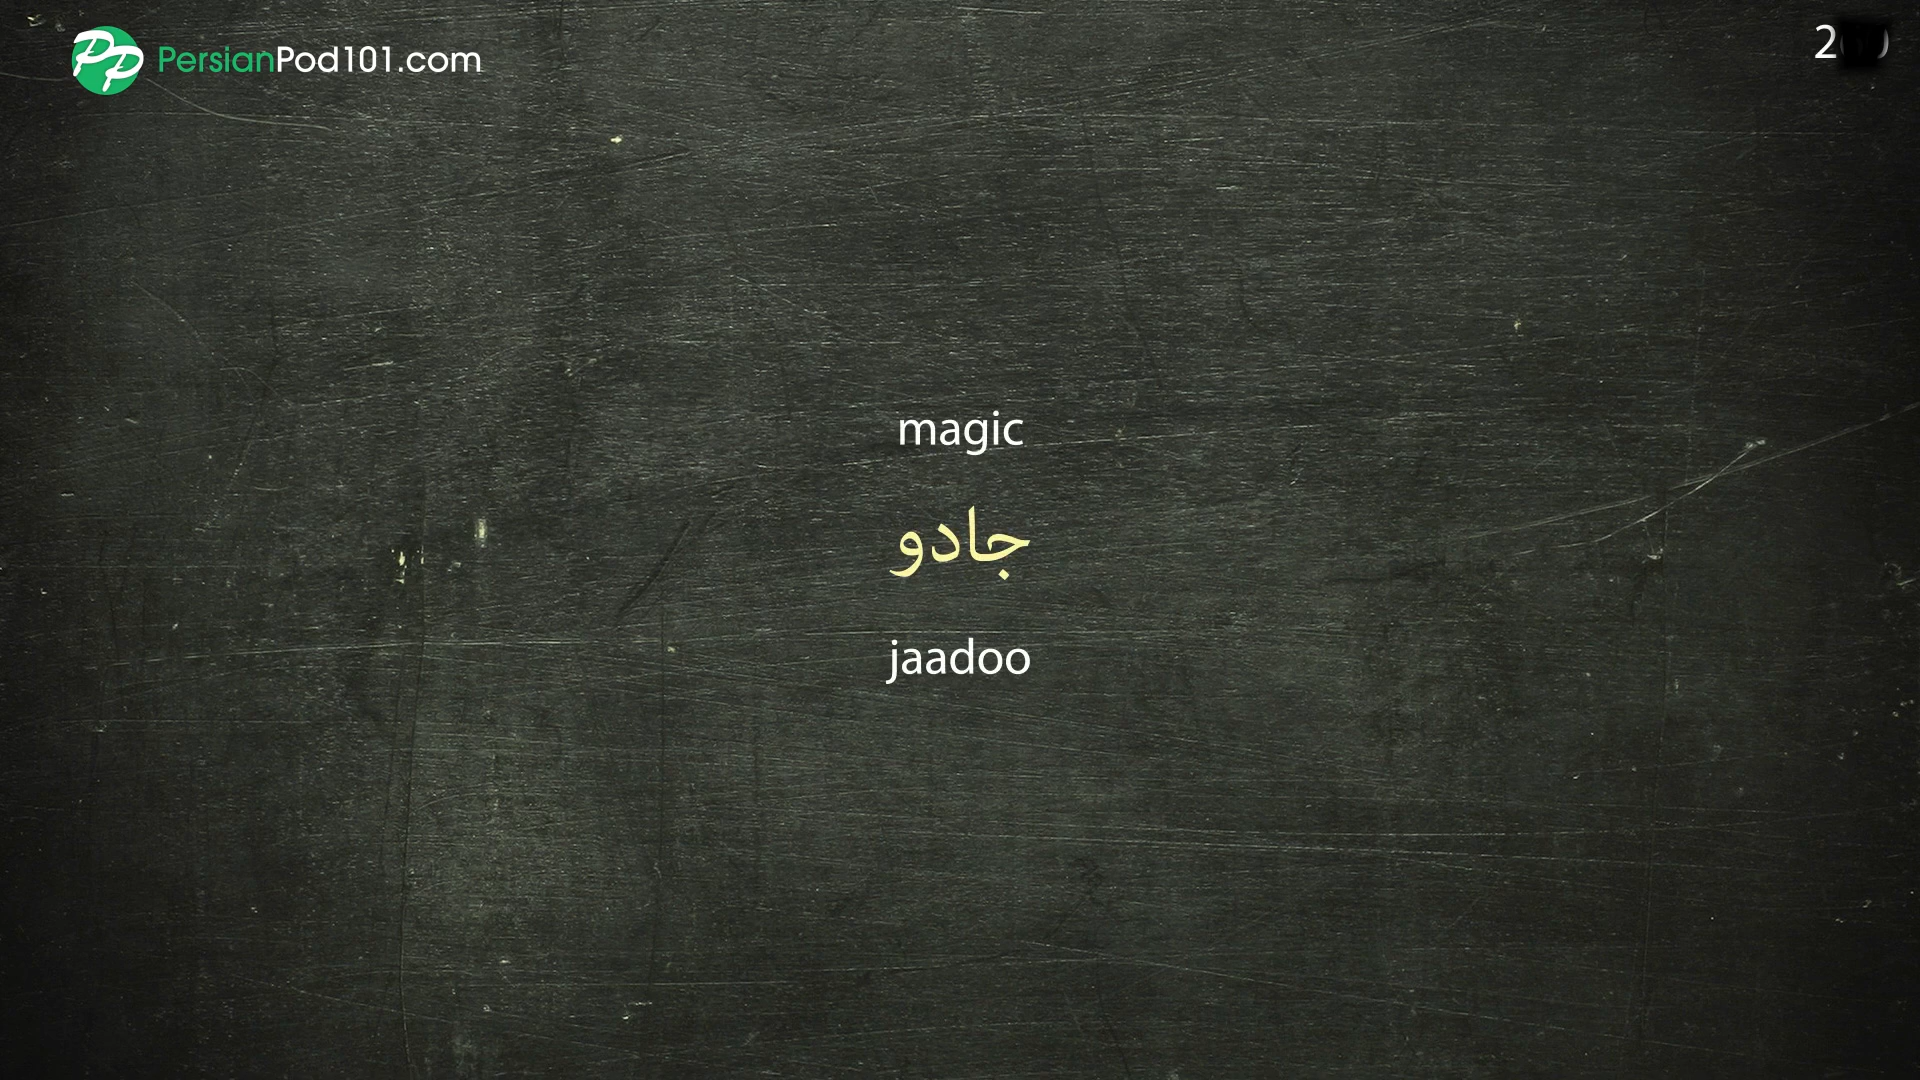 PersianPod101.com
magic
جادو
jaadoo